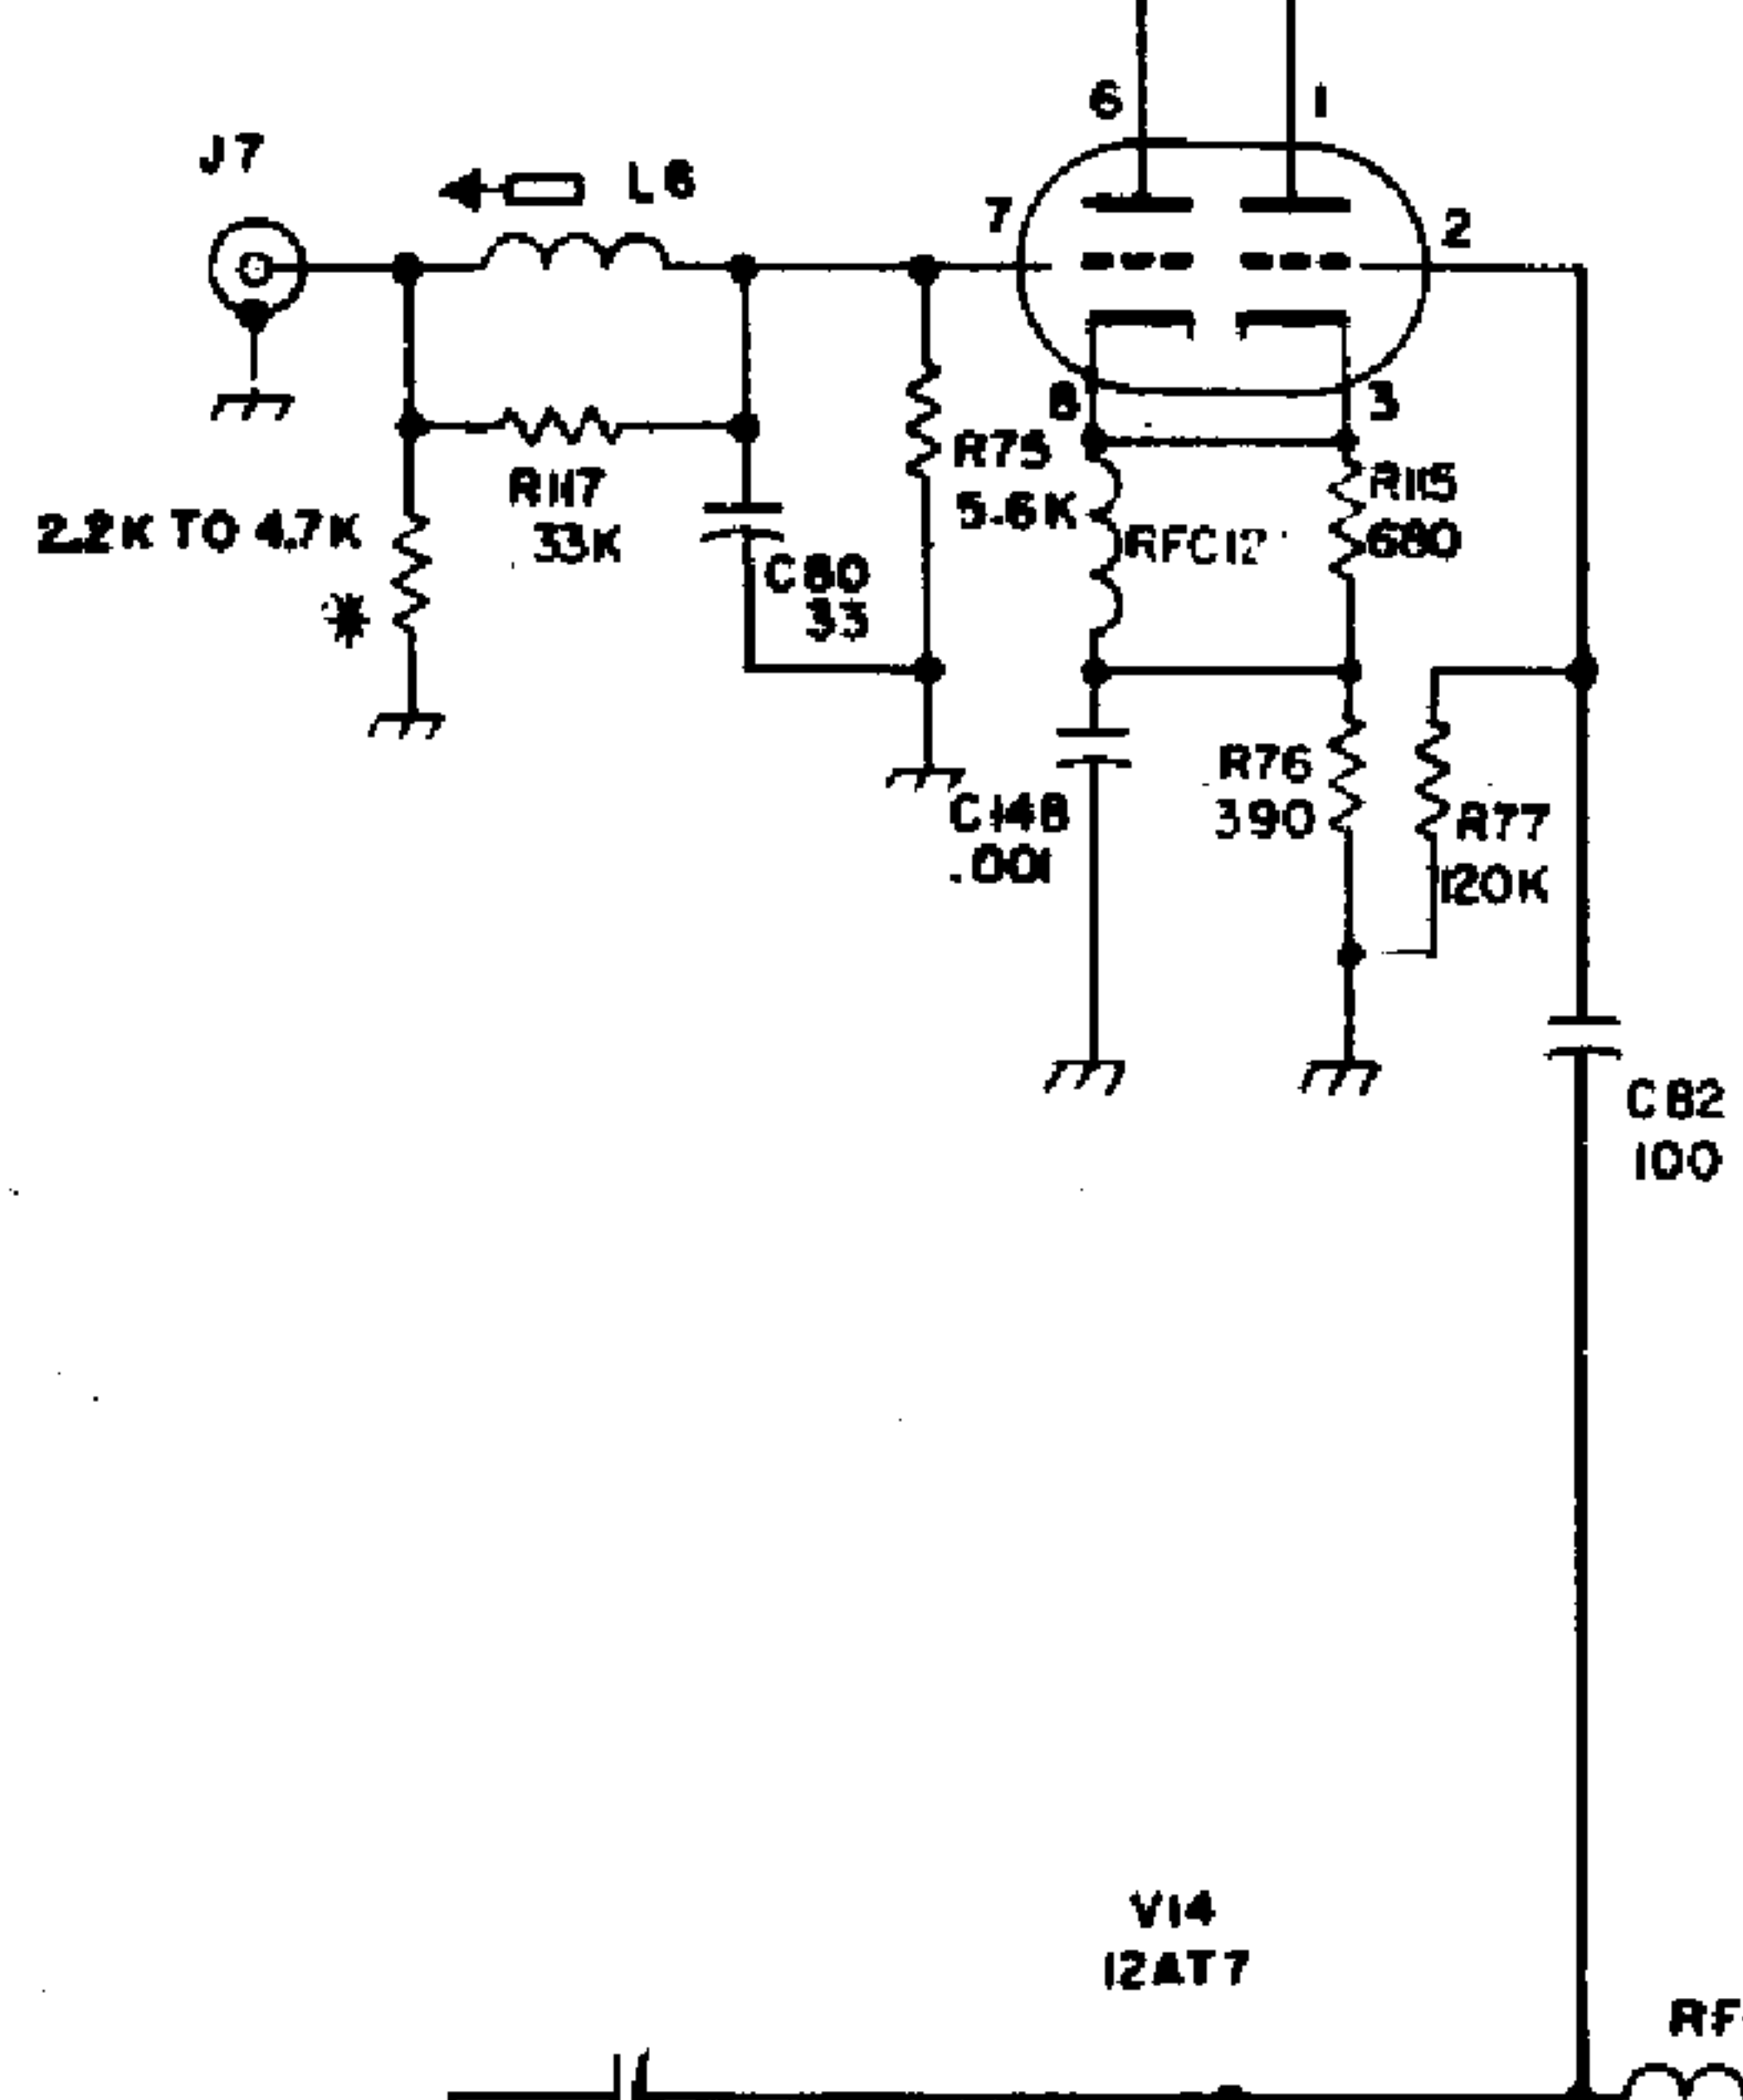 6
1
J7
L6
7
2
8
3
R75
5.6K
R115
680
R117
33K
2.2K TO 4.7K
*
RFC12
C80
33
R76
390
C148
.001
R77
120K
C82
100
V14
12AT7